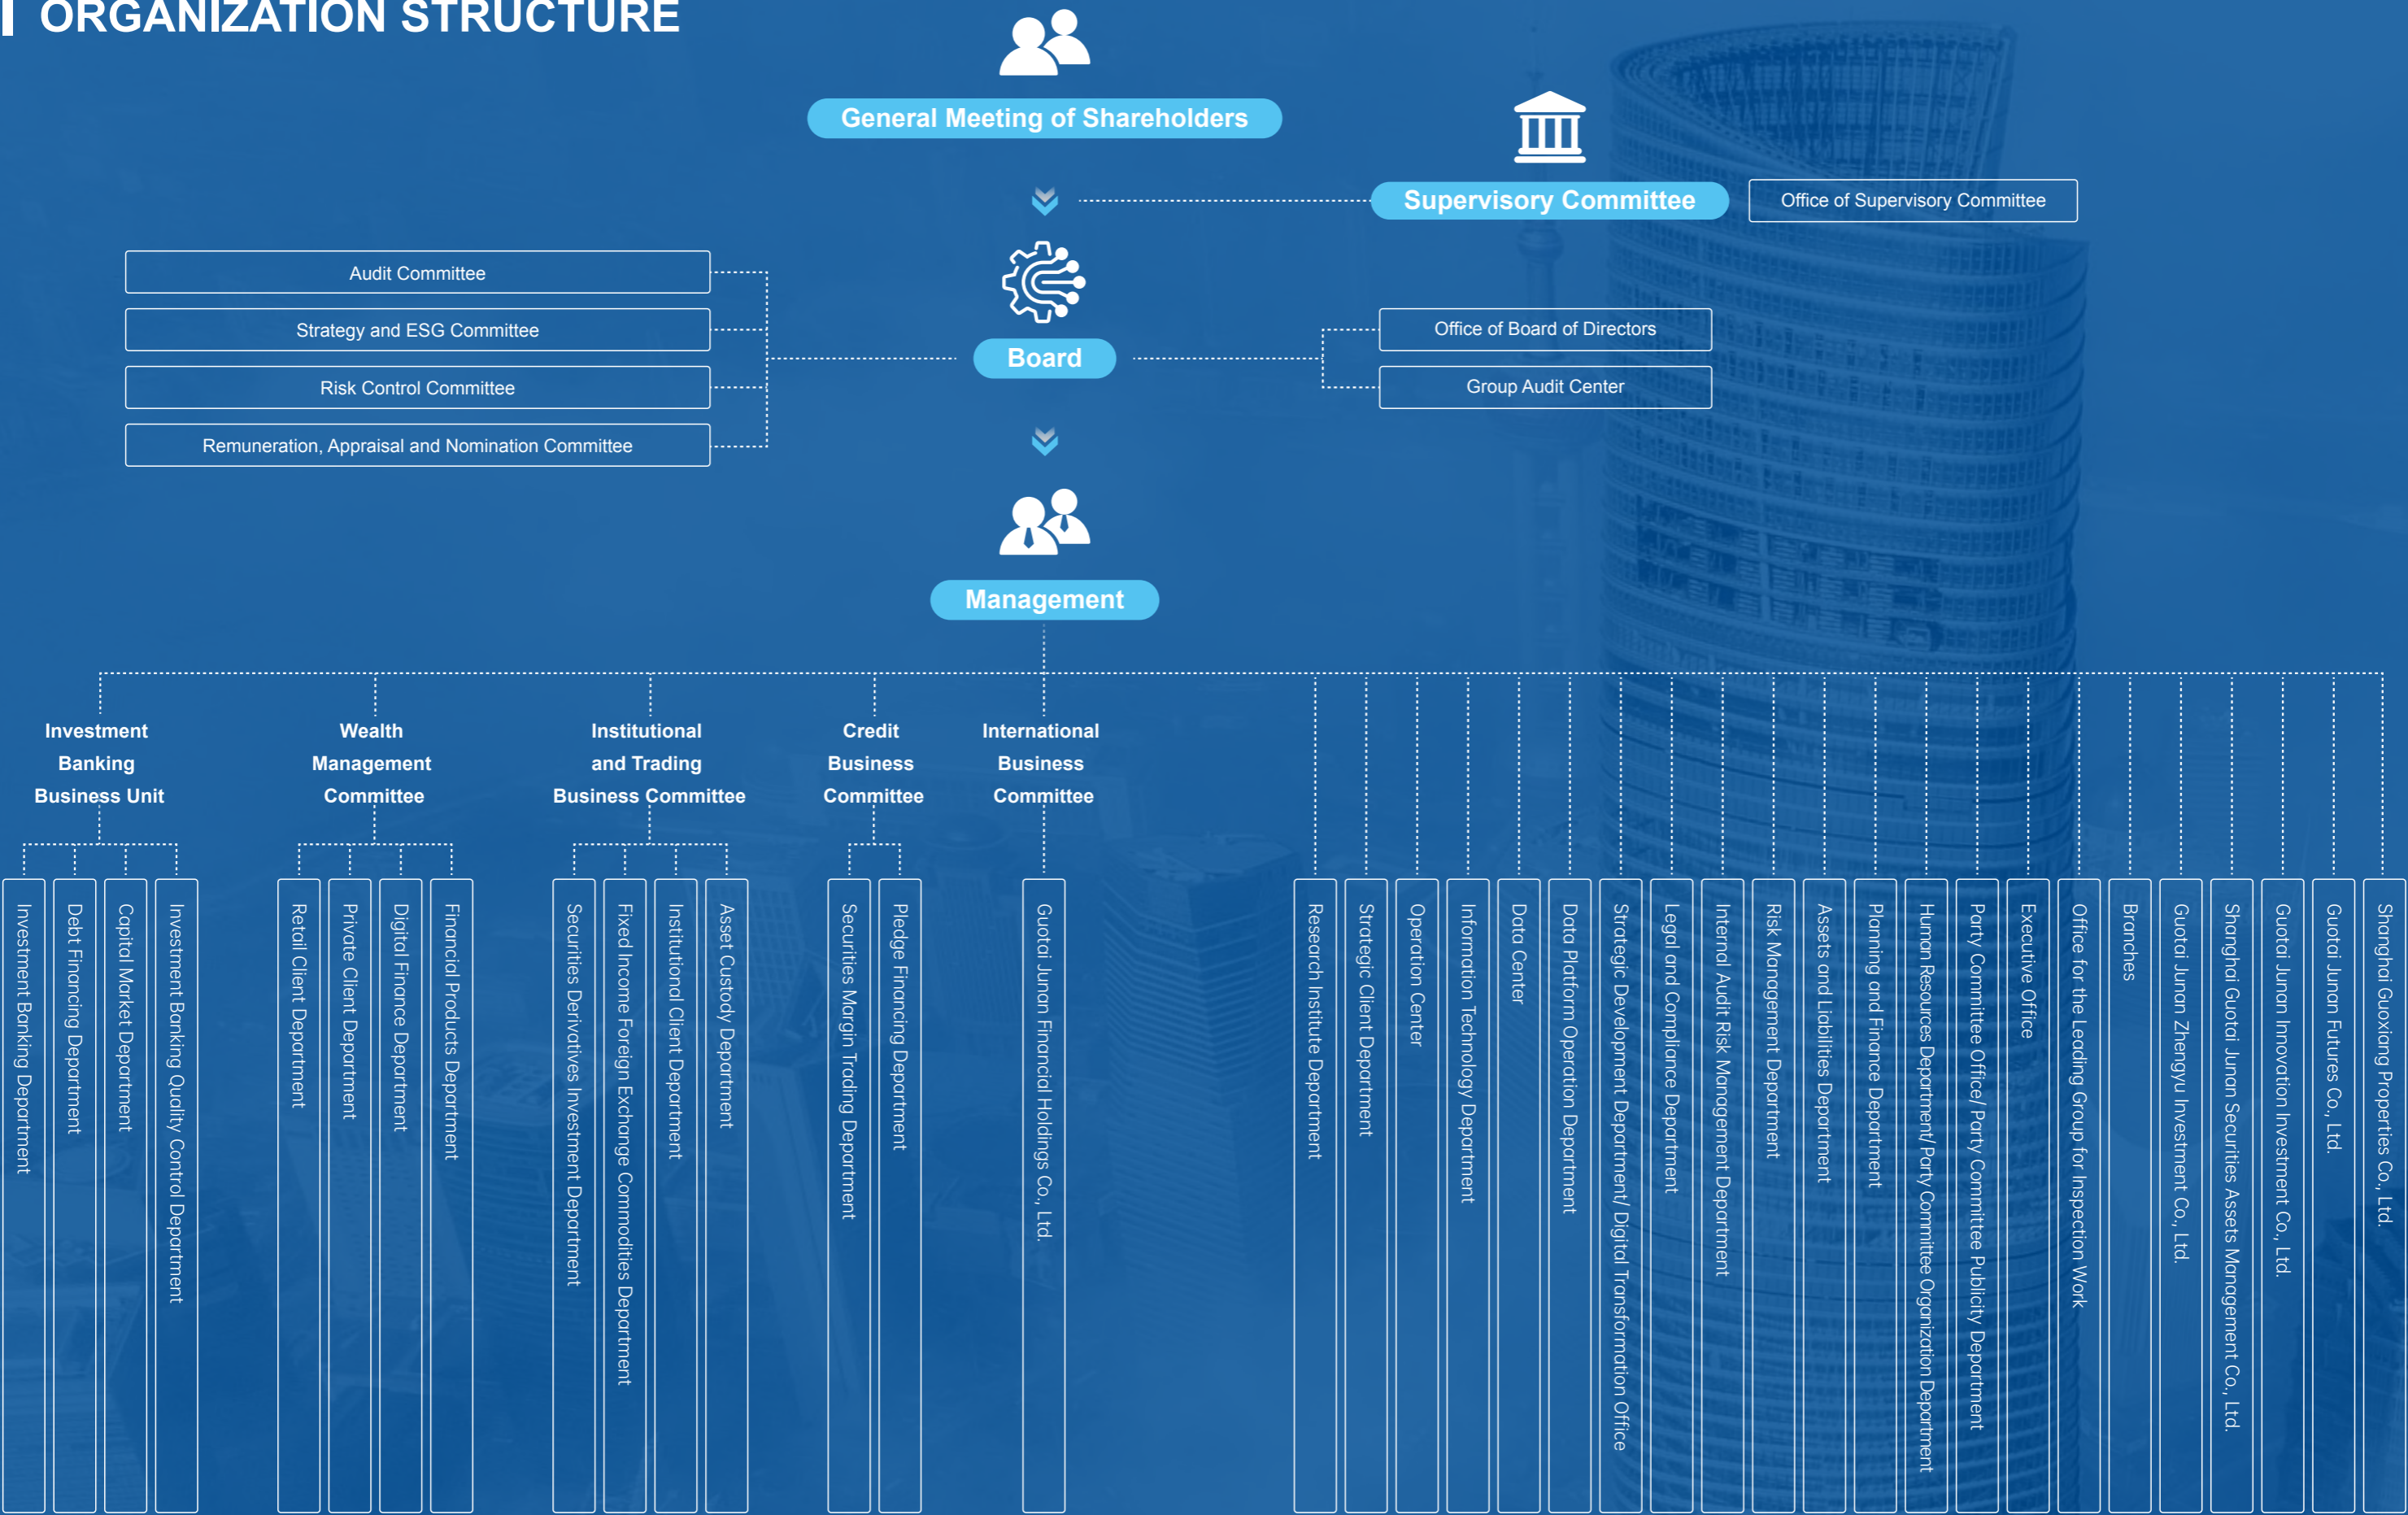 ORGANIZATION STRUCTURE
General Meeting of Shareholders
Supervisory Committee
Office of Supervisory Committee
Audit Committee
Strategy and ESG Committee
Risk Control Committee
Remuneration, Appraisal and Nomination Committee
Board
Office of Board of Directors
Group Audit Center
Management
Investment
Banking
Business Unit
Wealth
Management
Committee
Institutional
and Trading
Business Committee
Credit
Business
Committee
International
Business
Committee
Investment Banking Department
Debt Financing Department
Capital Market Department
Investment Banking Quality Control Department
Retail Client Department
Private Client Department
Digital Finance Department
Financial Products Department
Securities Derivatives Investment Department
Fixed Income Foreign Exchange Commodities Department
Institutional Client Department
Asset Custody Department
Securities Margin Trading Department
Pledge Financing Department
Guotai Junan Financial Holdings Co., Ltd.
Research Institute Department
Strategic Client Department
Operation Center
Information Technology Department
Data Center
Data Platform Operation Department
Strategic Development Department/ Digital Transformation Office
Legal and Compliance Department
Internal Audit Risk Management Department
Risk Management Department
Assets and Liabilities Department
Planning and Finance Department
Human Resources Department/ Party Committee Organization Department
Party Committee Office/ Party Committee Publicity Department
Executive Office
Office for the Leading Group for Inspection Work
Branches
Guotai Junan Zhengyu Investment Co., Ltd.
Shanghai Guotai Junan Securities Assets Management Co., Ltd.
Guotai Junan Innovation Investment Co., Ltd.
Guotai Junan Futures Co., Ltd.
Shanghai Guoxiang Properties Co., Ltd.